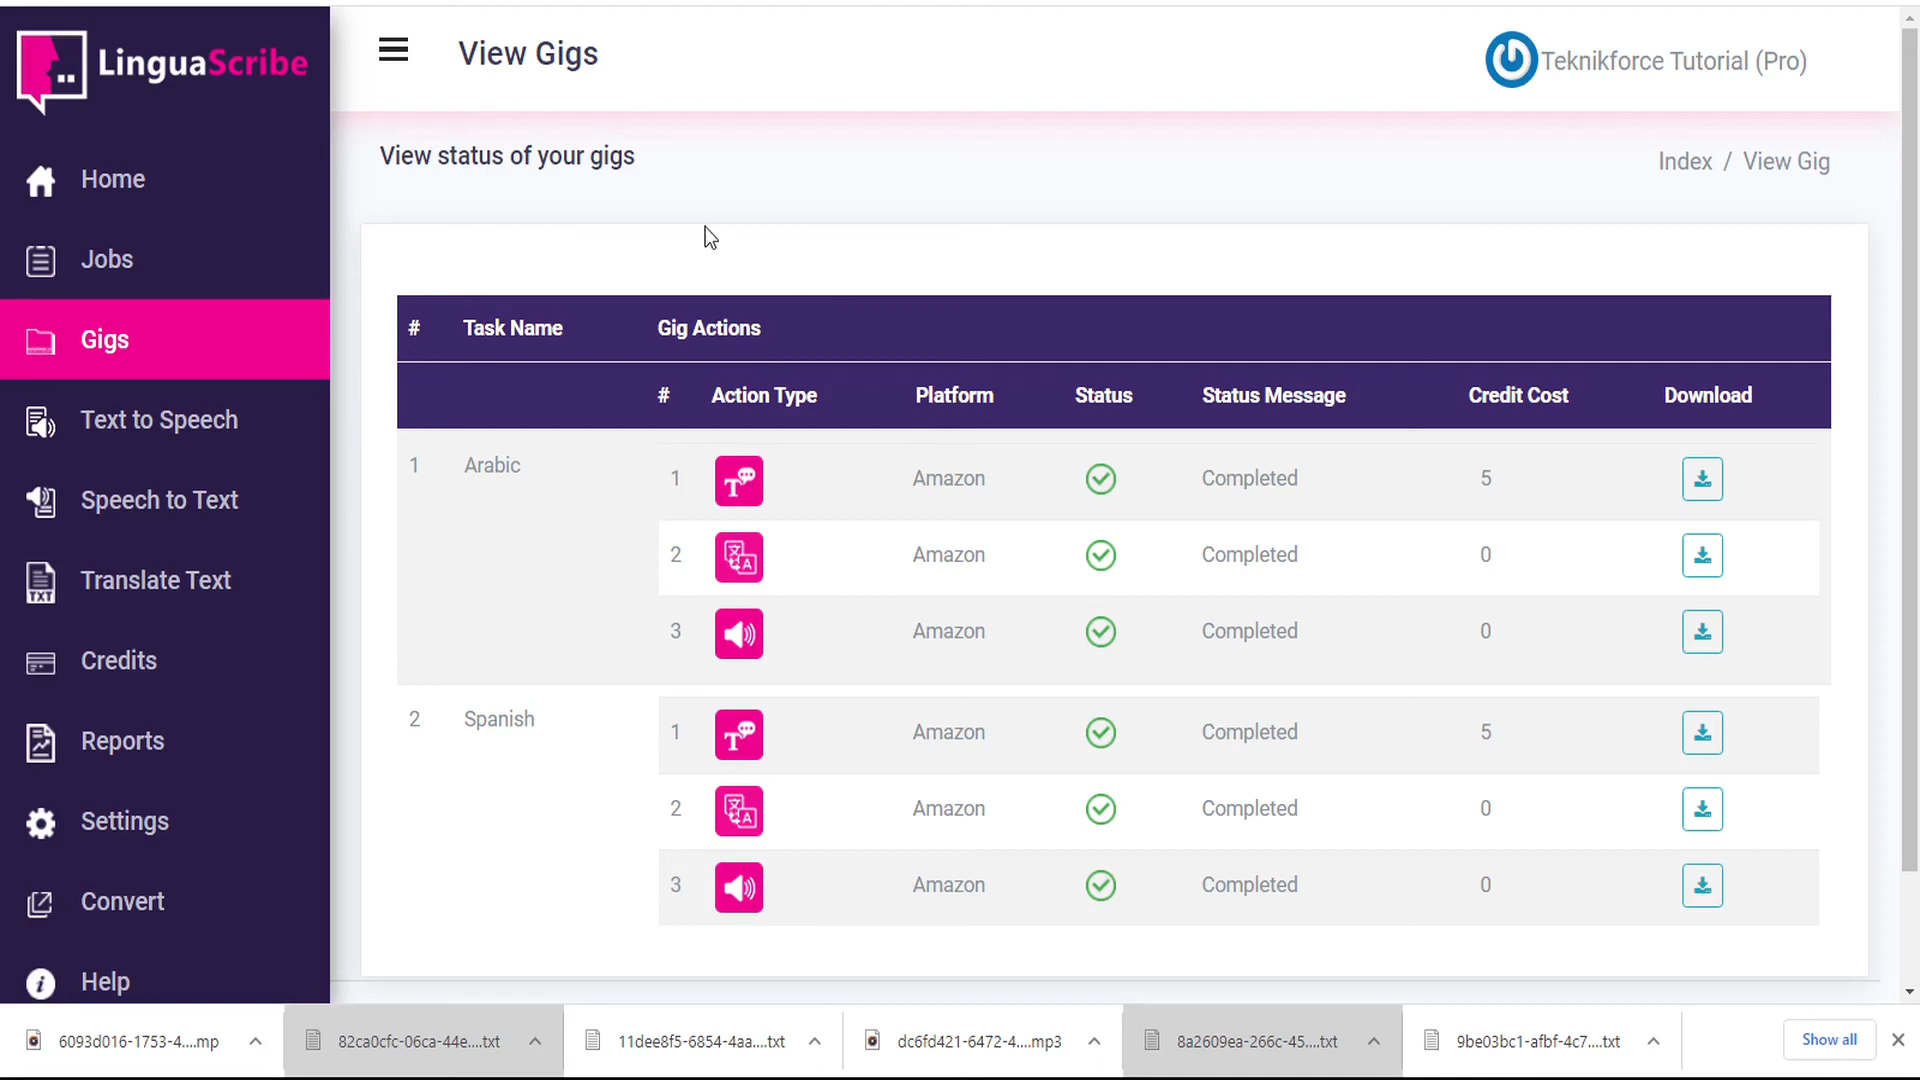 LinguaScribe
View Gigs
Teknikforce Tutorial (Pro)
View status of your gigs
Index / View Gig
Home
Jobs
Gigs
Text to Speech
Speech to Text
TXT Translate Text
Credits
Reports
Settings
Convert
Help
# Task Name Gig Actions
# Action Type Platform Status Status Message Credit Cost Download
1 Arabic
1 T Amazon Completed 5
2 文 A Amazon Completed 0
3 Amazon Completed 0
2 Spanish
1 T Amazon Completed 5
2 文 A Amazon Completed 0
3 Amazon Completed 0
6093d016-1753-4....mp
82ca0cfc-06ca-44e....txt
11dee8f5-6854-4aa....txt
dc6fd421-6472-4....mp3
8a2609ea-266c-45....txt
9be03bc1-afbf-4c7....txt
Show all